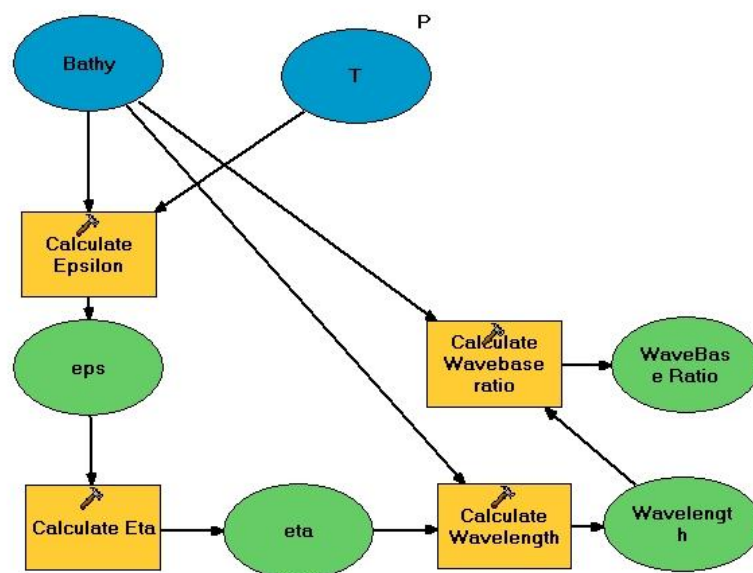 P
Bathy
T
Calculate
Epsilon
eps
Calculate
Wavebase
ratio
WaveBas
e Ratio
Calculate Eta
eta
Calculate
Wavelength
Wavelengt
h